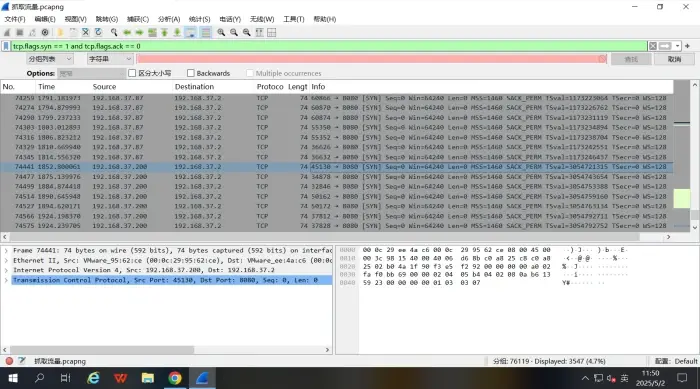 抓取流量.pcapng
文件(F) 编辑(E) 视图(V) 跳转(G) 捕获(C) 分析(A) 统计(S) 电话(Y) 无线(W) 工具(T) 帮助(H)
tcp.flags.syn == 1 and tcp.flags.ack == 0
分组列表 字符串 查找 取消
Options: 宽窄 区分大小写 Backwards Multiple occurrences
No. Time Source Destination Protoco Lengt Info
74259 1791.181973 192.168.37.87 192.168.37.2 TCP 74 60866 → 8080 [SYN] Seq=0 Win=64240 Len=0 MSS=1460 SACK_PERM TSval=1173223064 TSecr=0 WS=128
74274 1794.879993 192.168.37.87 192.168.37.2 TCP 74 60870 → 8080 [SYN] Seq=0 Win=64240 Len=0 MSS=1460 SACK_PERM TSval=1173226762 TSecr=0 WS=128
74290 1799.237233 192.168.37.87 192.168.37.2 TCP 74 60874 → 8080 [SYN] Seq=0 Win=64240 Len=0 MSS=1460 SACK_PERM TSval=1173231119 TSecr=0 WS=128
74303 1803.012893 192.168.37.87 192.168.37.2 TCP 74 55350 → 8080 [SYN] Seq=0 Win=64240 Len=0 MSS=1460 SACK_PERM TSval=1173234894 TSecr=0 WS=128
74316 1806.823212 192.168.37.87 192.168.37.2 TCP 74 55352 → 8080 [SYN] Seq=0 Win=64240 Len=0 MSS=1460 SACK_PERM TSval=1173238704 TSecr=0 WS=128
74329 1810.669940 192.168.37.87 192.168.37.2 TCP 74 36626 → 8080 [SYN] Seq=0 Win=64240 Len=0 MSS=1460 SACK_PERM TSval=1173242551 TSecr=0 WS=128
74345 1814.556320 192.168.37.87 192.168.37.2 TCP 74 36632 → 8080 [SYN] Seq=0 Win=64240 Len=0 MSS=1460 SACK_PERM TSval=1173246437 TSecr=0 WS=128
74441 1852.800061 192.168.37.200 192.168.37.2 TCP 74 45130 → 8080 [SYN] Seq=0 Win=64240 Len=0 MSS=1460 SACK_PERM TSval=3054721315 TSecr=0 WS=128
74477 1875.139976 192.168.37.200 192.168.37.2 TCP 74 34878 → 8080 [SYN] Seq=0 Win=64240 Len=0 MSS=1460 SACK_PERM TSval=3054743654 TSecr=0 WS=128
74499 1884.874418 192.168.37.200 192.168.37.2 TCP 74 32846 → 8080 [SYN] Seq=0 Win=64240 Len=0 MSS=1460 SACK_PERM TSval=3054753388 TSecr=0 WS=128
74514 1890.645948 192.168.37.200 192.168.37.2 TCP 74 50162 → 8080 [SYN] Seq=0 Win=64240 Len=0 MSS=1460 SACK_PERM TSval=3054759160 TSecr=0 WS=128
74527 1894.620171 192.168.37.200 192.168.37.2 TCP 74 50172 → 8080 [SYN] Seq=0 Win=64240 Len=0 MSS=1460 SACK_PERM TSval=3054763134 TSecr=0 WS=128
74566 1924.198370 192.168.37.200 192.168.37.2 TCP 74 37812 → 8080 [SYN] Seq=0 Win=64240 Len=0 MSS=1460 SACK_PERM TSval=3054792711 TSecr=0 WS=128
74575 1924.239705 192.168.37.200 192.168.37.2 TCP 74 37828 → 8080 [SYN] Seq=0 Win=64240 Len=0 MSS=1460 SACK_PERM TSval=3054792752 TSecr=0 WS=128
Frame 74441: 74 bytes on wire (592 bits), 74 bytes captured (592 bits) on interfac
Ethernet II, Src: VMware_95:62:ce (00:0c:29:95:62:ce), Dst: VMware_ee:4a:c6 (00:0c
Internet Protocol Version 4, Src: 192.168.37.200, Dst: 192.168.37.2
Transmission Control Protocol, Src Port: 45130, Dst Port: 8080, Seq: 0, Len: 0
0000 00 0c 29 ee 4a c6 00 0c 29 95 62 ce 08 00 45 00
0010 00 3c 98 15 40 00 40 06 d6 8b c0 a8 25 c8 c0 a8
0020 25 02 b0 4a 1f 90 f3 e5 f7 92 00 00 00 00 a0 02
0030 fa f0 bb 69 00 00 02 04 05 b4 04 02 08 0a b6 13
0040 59 23 00 00 00 00 01 03 03 07
抓取流量.pcapng 分组: 76119 · Displayed: 3547 (4.7%) 配置: Default
英 11:50
2025/5/2